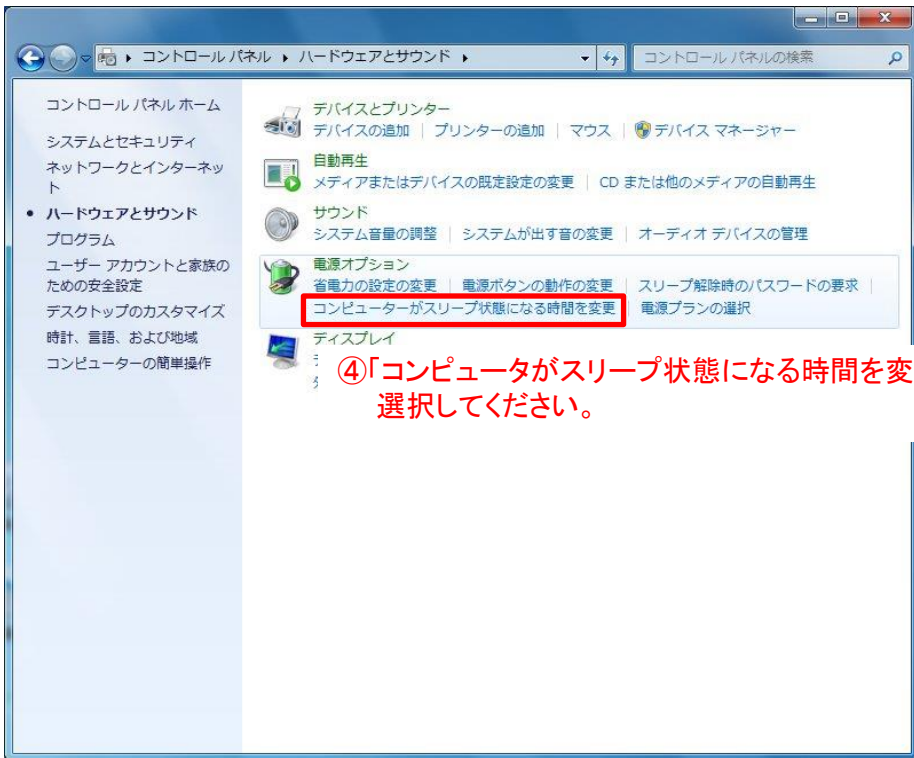 コントロール パネル ▸ ハードウェアとサウンド ▸
コントロール パネルの検索
コントロール パネル ホーム
システムとセキュリティ
ネットワークとインターネッ
ト
• ハードウェアとサウンド
プログラム
ユーザー アカウントと家族の
ための安全設定
デスクトップのカスタマイズ
時計、言語、および地域
コンピューターの簡単操作
デバイスとプリンター
デバイスの追加 | プリンターの追加 | マウス | デバイス マネージャー
自動再生
メディアまたはデバイスの既定設定の変更 | CD または他のメディアの自動再生
サウンド
システム音量の調整 | システムが出す音の変更 | オーディオ デバイスの管理
電源オプション
省電力の設定の変更 | 電源ボタンの動作の変更 | スリープ解除時のパスワードの要求 |
コンピューターがスリープ状態になる時間を変更 | 電源プランの選択
ディスプレイ
④「コンピュータがスリープ状態になる時間を変
選択してください。